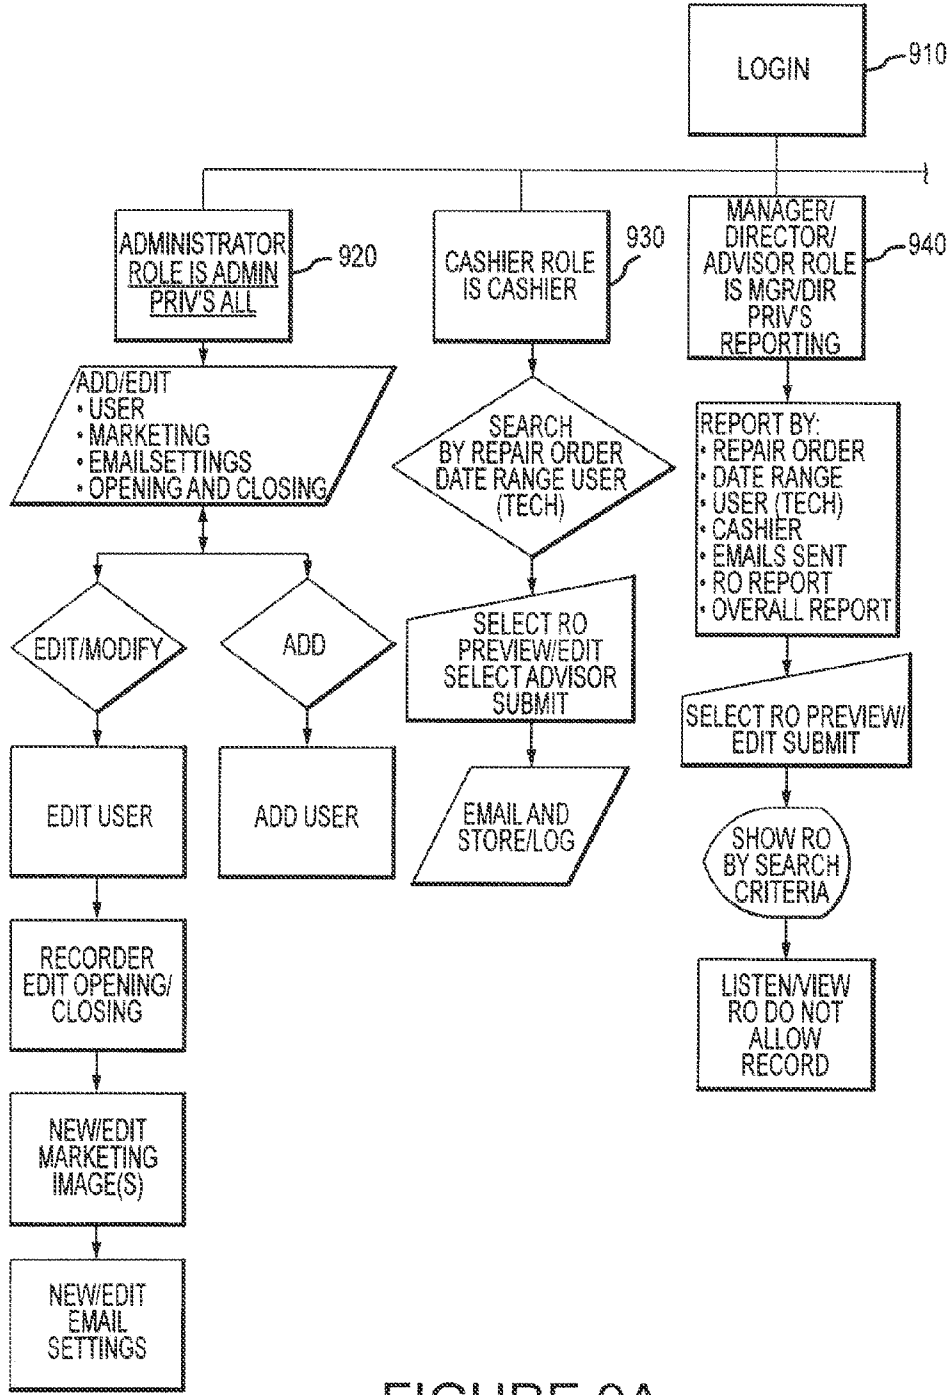 LOGIN
910
ADMINISTRATOR
ROLE IS ADMIN
PRIV'S ALL
920
CASHIER ROLE
IS CASHIER
930
MANAGER/
DIRECTOR/
ADVISOR ROLE
IS MGR/DIR
PRIV'S
REPORTING
940
ADD/EDIT
• USER
• MARKETING
• EMAILSETTINGS
• OPENING AND CLOSING
SEARCH
BY REPAIR ORDER
DATE RANGE USER
(TECH)
REPORT BY:
• REPAIR ORDER
• DATE RANGE
• USER (TECH)
• CASHIER
• EMAILS SENT
• RO REPORT
• OVERALL REPORT
EDIT/MODIFY
ADD
SELECT RO
PREVIEW/EDIT
SELECT ADVISOR
SUBMIT
SELECT RO PREVIEW/
EDIT SUBMIT
EDIT USER
ADD USER
EMAIL AND
STORE/LOG
SHOW RO
BY SEARCH
CRITERIA
RECORDER
EDIT OPENING/
CLOSING
LISTEN/VIEW
RO DO NOT
ALLOW
RECORD
NEW/EDIT
MARKETING
IMAGE(S)
NEW/EDIT
EMAIL
SETTINGS
FIGURE 9A